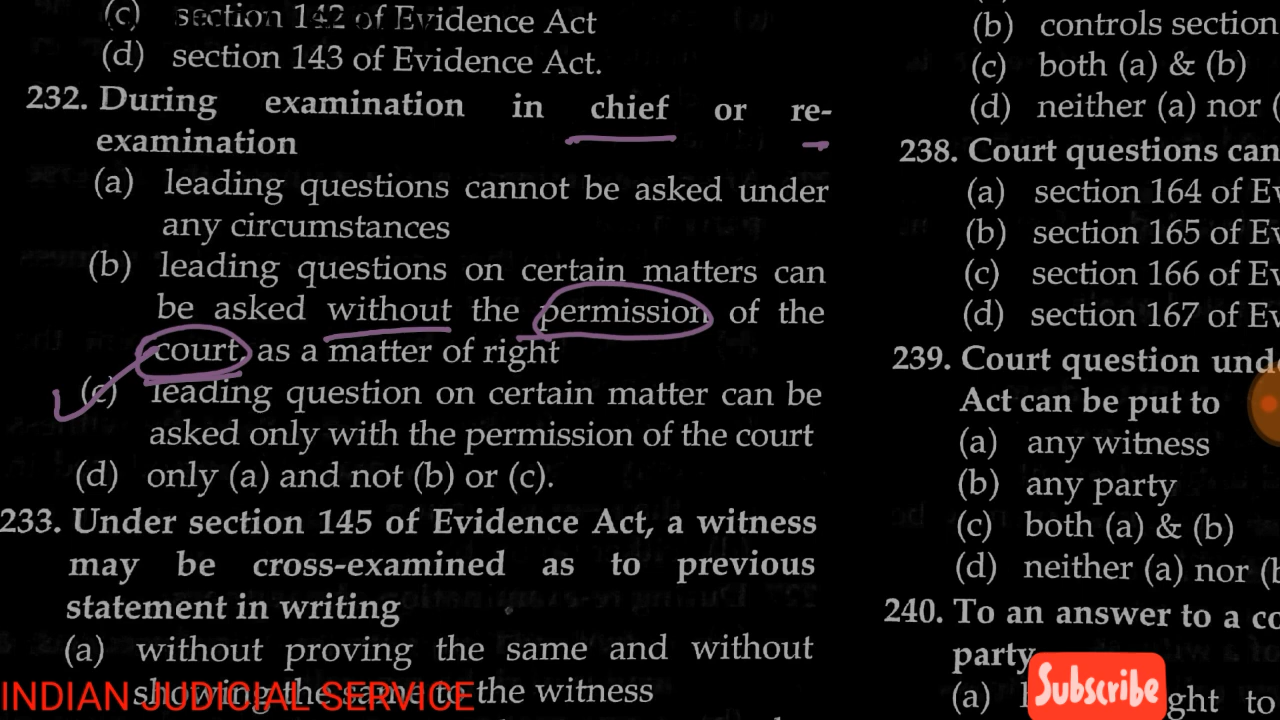 (c) section 142 of Evidence Act
(d) section 143 of Evidence Act.
232. During examination in chief or re-
examination
(a) leading questions cannot be asked under
any circumstances
(b) leading questions on certain matters can
be asked without the permission of the
court, as a matter of right
(c) leading question on certain matter can be
asked only with the permission of the court
(d) only (a) and not (b) or (c).
233. Under section 145 of Evidence Act, a witness
may be cross-examined as to previous
statement in writing
(a) without proving the same and without
showing the same to the witness
INDIAN JUDICIAL SERVICE
(b) controls section
(c) both (a) & (b)
(d) neither (a) nor (
238. Court questions can
(a) section 164 of Ev
(b) section 165 of Ev
(c) section 166 of Ev
(d) section 167 of Ev
239. Court question unde
Act can be put to
(a) any witness
(b) any party
(c) both (a) & (b)
(d) neither (a) nor (b
240. To an answer to a co
party
(a) ght to
Subscribe